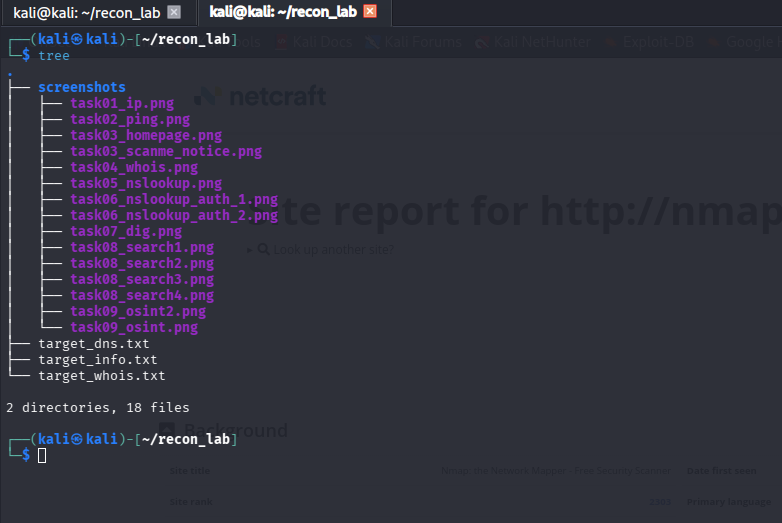 kali@kali: ~/recon_lab kali@kali: ~/recon_lab
┌──(kali㉿kali)-[~/recon_lab]
└─$ tree
Kali Docs Kali Forums Kali NetHunter Exploit-DB Google
.
├── screenshots
│   ├── task01_ip.png
netcraft
│   ├── task02_ping.png
│   ├── task03_homepage.png
│   ├── task03_scanme_notice.png
│   ├── task04_whois.png
│   ├── task05_nslookup.png
│   ├── task06_nslookup_auth_1.png
│   ├── task06_nslookup_auth_2.png
report for http://nmap
│   ├── task07_dig.png
│   ├── task08_search1.png
Look up another site?
│   ├── task08_search2.png
│   ├── task08_search3.png
│   ├── task08_search4.png
│   ├── task09_osint2.png
│   └── task09_osint.png
├── target_dns.txt
├── target_info.txt
└── target_whois.txt
2 directories, 18 files
Background
┌──(kali㉿kali)-[~/recon_lab]
└─$
Site title Nmap: the Network Mapper - Free Security Scanner Date first seen
Site rank Primary language